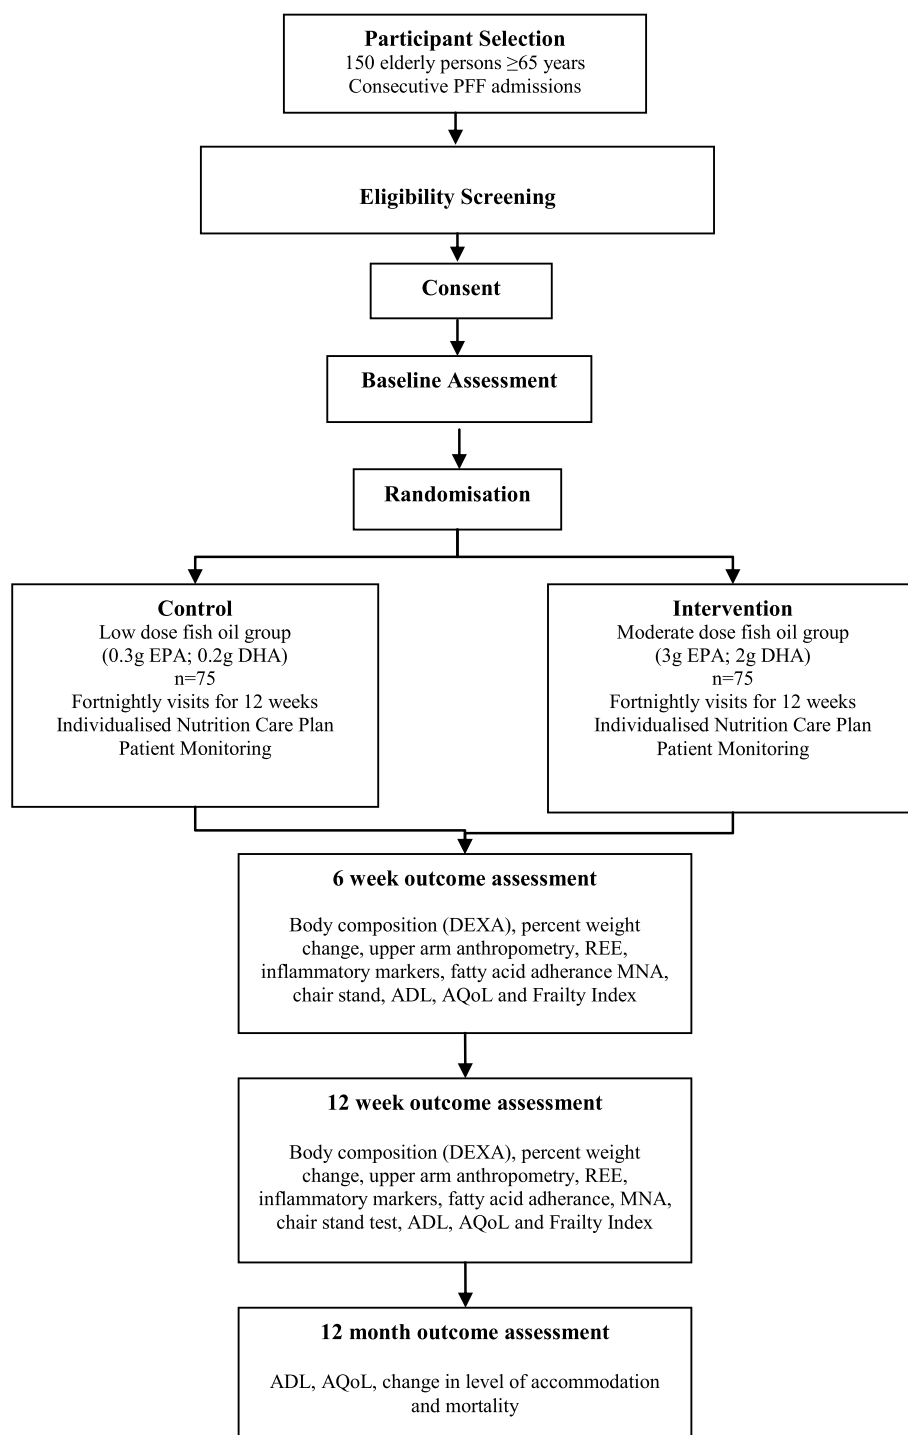 Participant Selection
150 elderly persons ≥65 years
Consecutive PFF admissions
Eligibility Screening
Consent
Baseline Assessment
Randomisation
Control
Low dose fish oil group
(0.3g EPA; 0.2g DHA)
n=75
Fortnightly visits for 12 weeks
Individualised Nutrition Care Plan
Patient Monitoring
Intervention
Moderate dose fish oil group
(3g EPA; 2g DHA)
n=75
Fortnightly visits for 12 weeks
Individualised Nutrition Care Plan
Patient Monitoring
6 week outcome assessment
Body composition (DEXA), percent weight
change, upper arm anthropometry, REE,
inflammatory markers, fatty acid adherance MNA,
chair stand, ADL, AQoL and Frailty Index
12 week outcome assessment
Body composition (DEXA), percent weight
change, upper arm anthropometry, REE,
inflammatory markers, fatty acid adherance, MNA,
chair stand test, ADL, AQoL and Frailty Index
12 month outcome assessment
ADL, AQoL, change in level of accommodation
and mortality